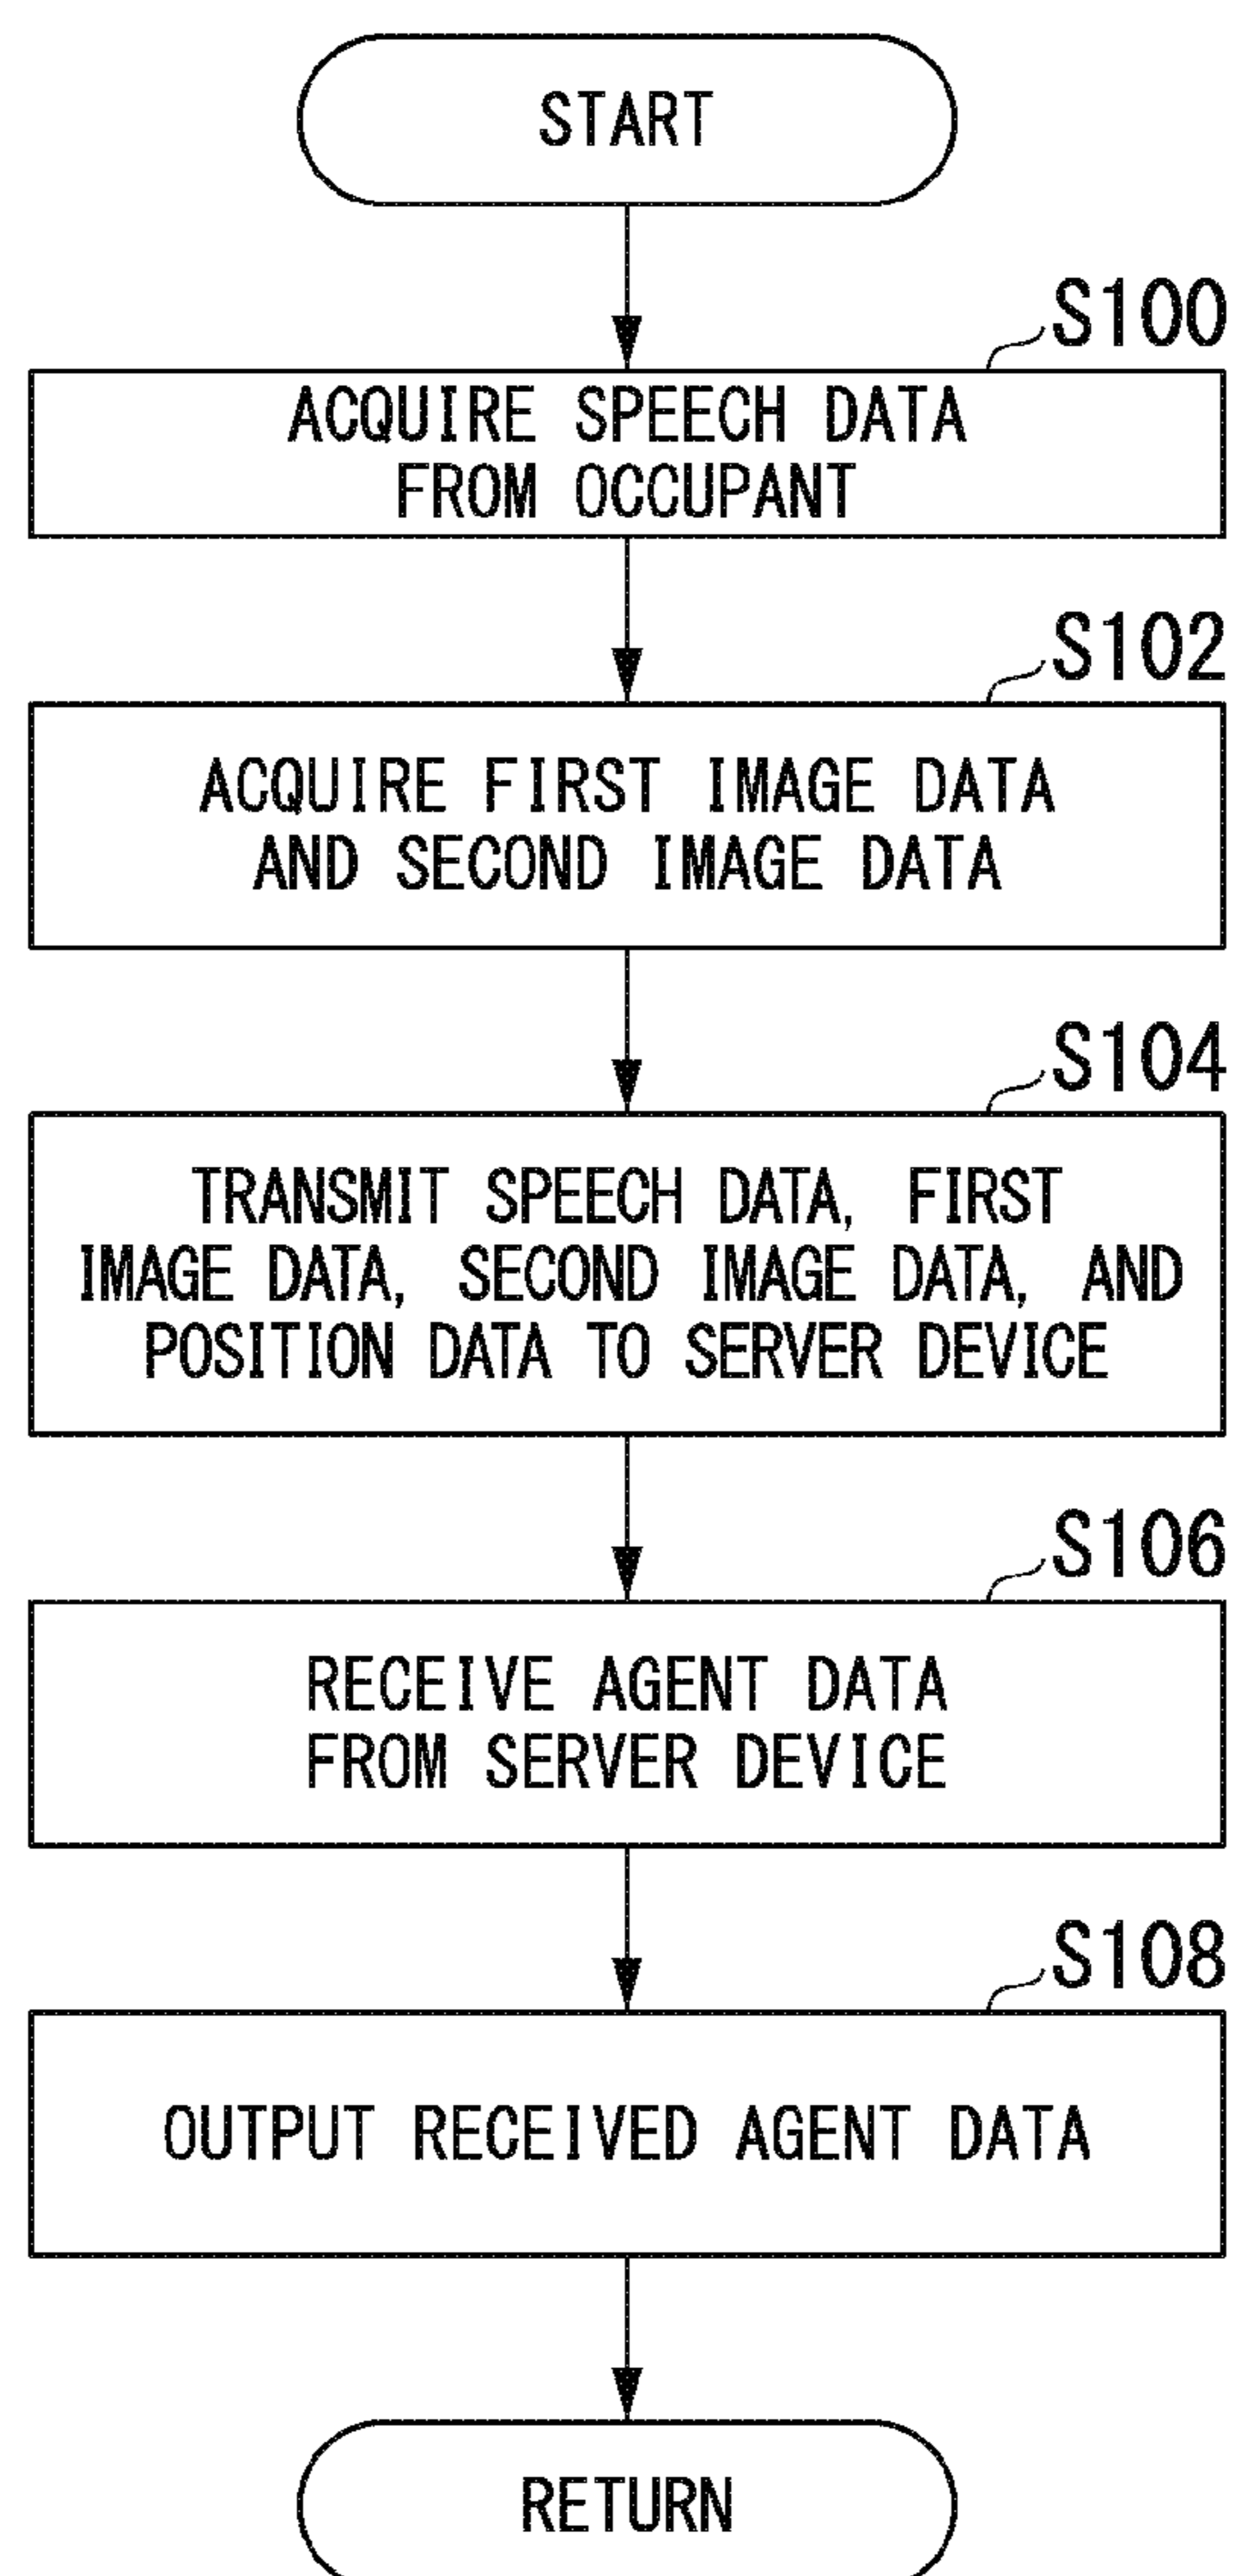 START
S100
ACQUIRE SPEECH DATA
FROM OCCUPANT
S102
ACQUIRE FIRST IMAGE DATA
AND SECOND IMAGE DATA
S104
TRANSMIT SPEECH DATA, FIRST
IMAGE DATA, SECOND IMAGE DATA, AND
POSITION DATA TO SERVER DEVICE
S106
RECEIVE AGENT DATA
FROM SERVER DEVICE
S108
OUTPUT RECEIVED AGENT DATA
RETURN